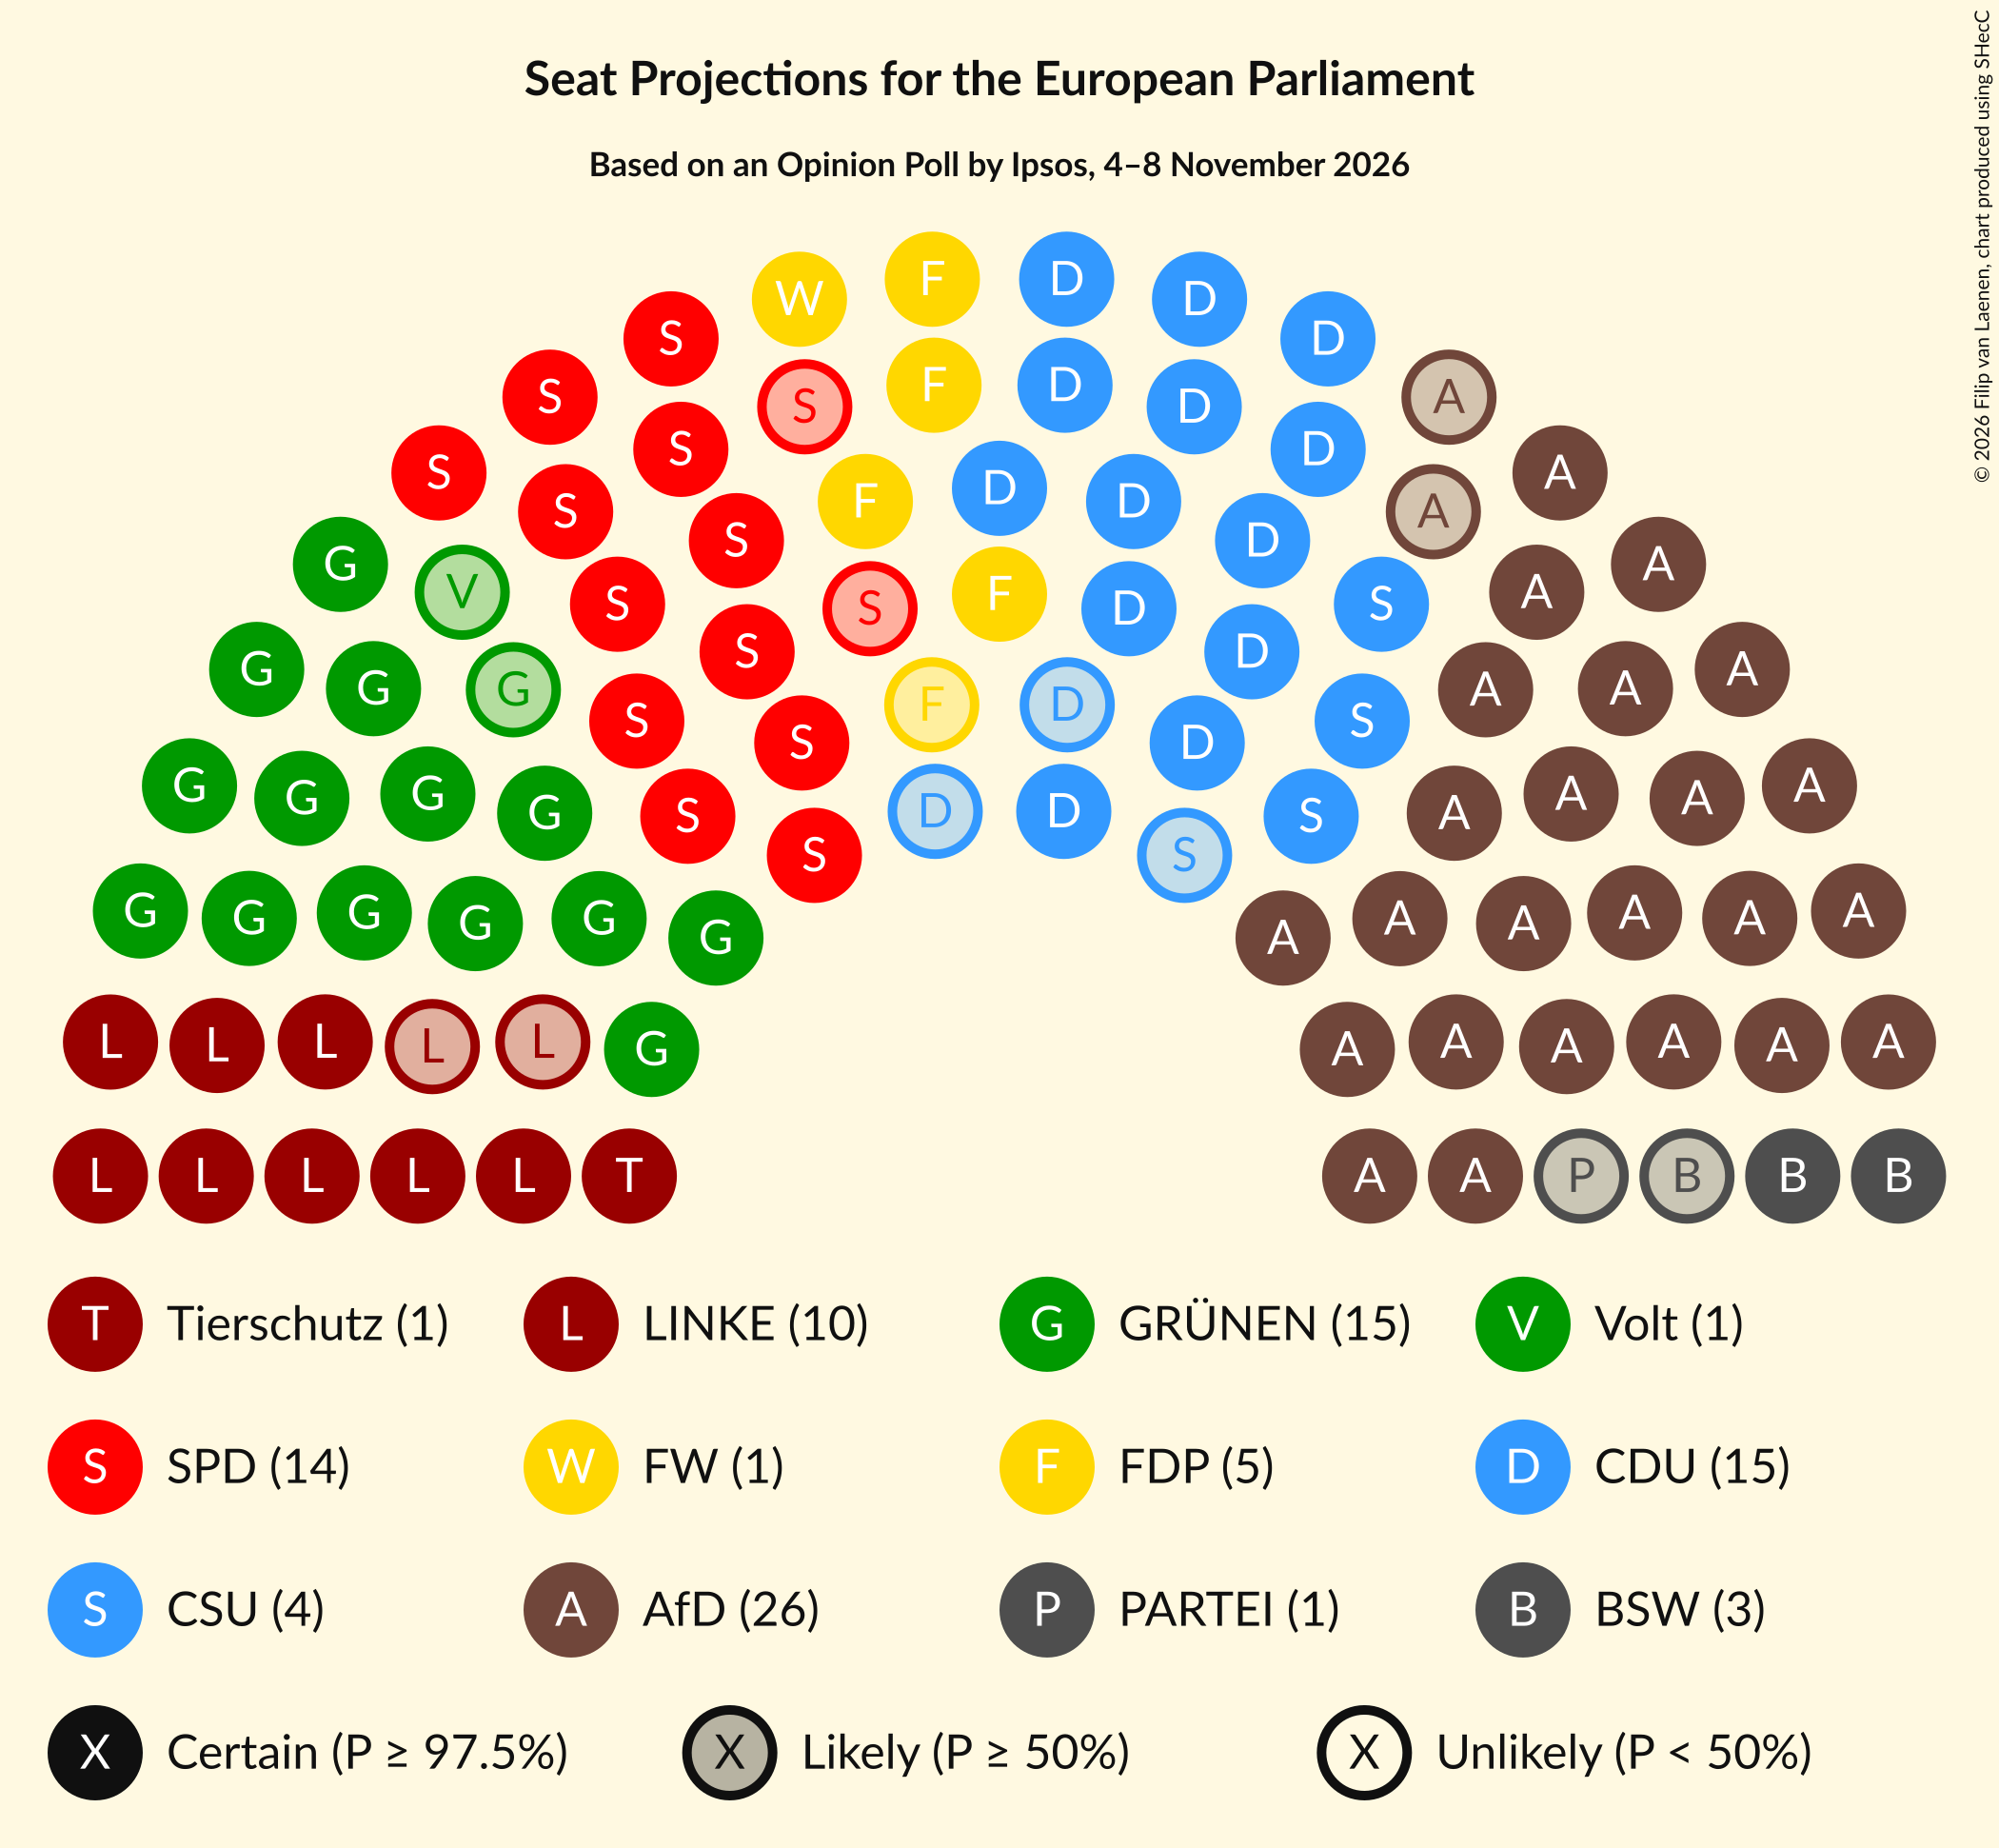 Seat Projections for the European Parliament
Based on an Opinion Poll by Ipsos, 4–8 November 2026
© 2026 Filip van Laenen, chart produced using SHecC
W F D D D
S S F D D A
S S S D D D A
S S F D D A
G V S S F D D S A A
G G G S S S F D D S A A A
G G G G S S D D S S A A A A
G G G G G G S A A A A A A
L L L L L G A A A A A A
L L L L L T A A P B B B
T Tierschutz (1) L LINKE (10) G GRÜNEN (15) V Volt (1)
S SPD (14) W FW (1) F FDP (5) D CDU (15)
S CSU (4) A AfD (26) P PARTEI (1) B BSW (3)
X Certain (P ≥ 97.5%) X Likely (P ≥ 50%) X Unlikely (P < 50%)